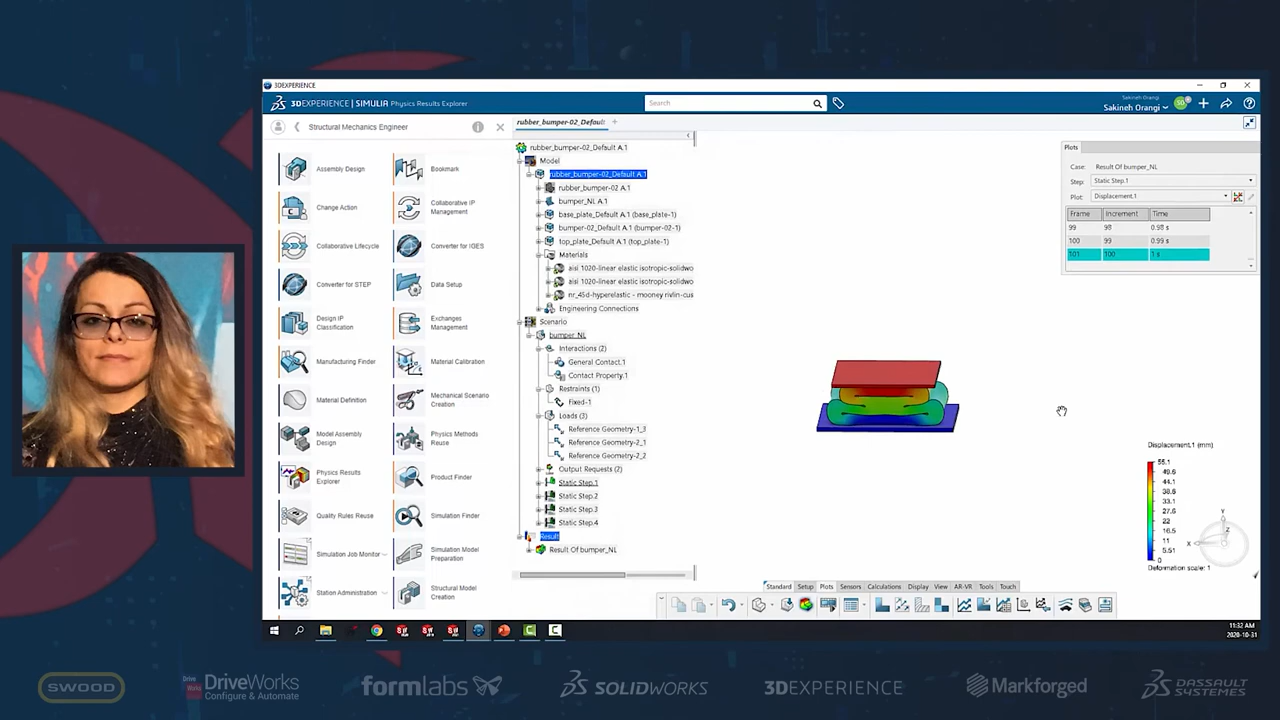 3DEXPERIENCE
3DEXPERIENCE | SIMULIA Physics Results Explorer
Search
Sakineh Orangi
Sakineh Orangi
SO
Structural Mechanics Engineer
Assembly Design
Bookmark
Change Action
Collaborative IP
Management
Collaborative Lifecycle
Converter for IGES
Converter for STEP
Data Setup
Design IP
Classification
Exchanges
Management
Manufacturing Finder
Material Calibration
Material Definition
Mechanical Scenario
Creation
Model Assembly
Design
Physics Methods
Reuse
Physics Results
Explorer
Product Finder
Quality Rules Reuse
Simulation Finder
Simulation Job Monitor
Simulation Model
Preparation
Station Administration
Structural Model
Creation
rubber_bumper-02_Default
rubber_bumper-02_Default A.1
Model
rubber_bumper-02_Default A.1
rubber_bumper-02 A.1
bumper_NL A.1
base_plate_Default A.1 (base_plate-1)
bumper-02_Default A.1 (bumper-02-1)
top_plate_Default A.1 (top_plate-1)
Materials
aisi 1020-linear elastic isotropic-solidwo
aisi 1020-linear elastic isotropic-solidwo
nr_45d-hyperelastic - mooney rivlin-cus
Engineering Connections
Scenario
bumper_NL
Interactions (2)
General Contact.1
Contact Property.1
Restraints (1)
Fixed-1
Loads (3)
Reference Geometry-1_3
Reference Geometry-2_1
Reference Geometry-2_2
Output Requests (2)
Static Step.1
Static Step.2
Static Step.3
Static Step.4
Result
Result Of bumper_NL
Plots
Case: Result Of bumper_NL
Step: Static Step.1
Plot: Displacement.1
Frame Increment Time
99 98 0.98 s
100 99 0.99 s
101 100 1 s
Displacement.1 (mm)
55.1
49.6
44.1
38.6
33.1
27.6
22
16.5
11
5.51
0
Deformation scale: 1
Y
Z
X
Standard Setup Plots Sensors Calculations Display View AR-VR Tools Touch
11:32 AM
2020-10-31
SWOOD
DriveWorks
Configure & Automate
formlabs
SOLIDWORKS
3DEXPERIENCE
Markforged
DASSAULT
SYSTEMES